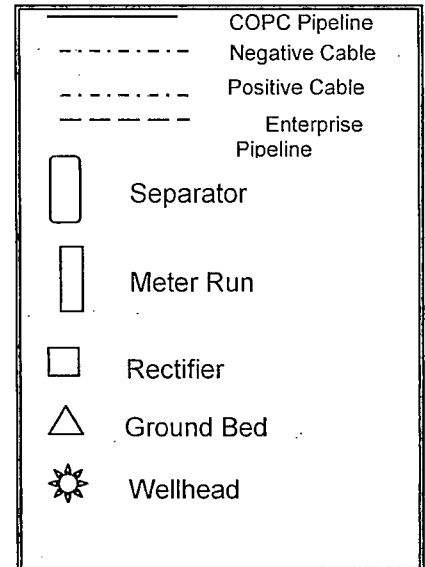 COPC Pipeline
Negative Cable
Positive Cable
Enterprise
Pipeline
Separator
Meter Run
Rectifier
Ground Bed
Wellhead